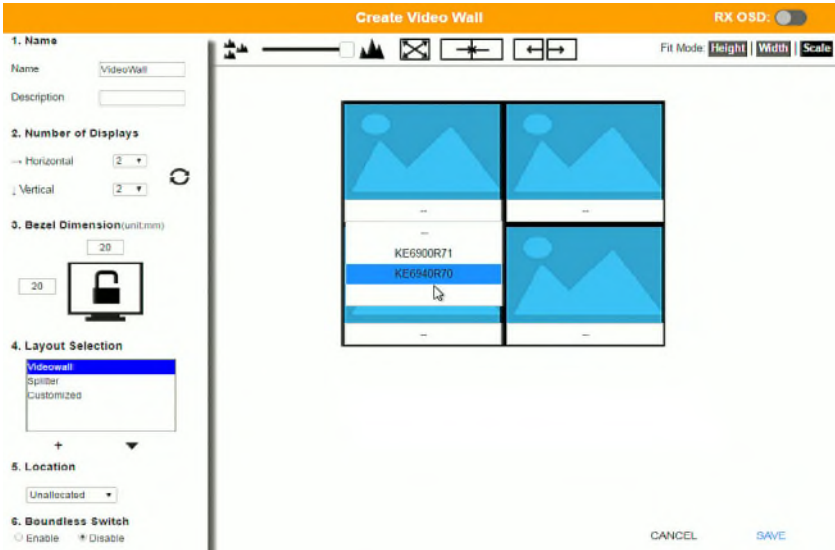 Create Video Wall
RX OSD:
1. Name
Name VideoWall
Description
2. Number of Displays
→ Horizontal 2
↓ Vertical 2
3. Bezel Dimension(unit:mm)
20
20
4. Layout Selection
Videowall
Splitter
Customized
+
5. Location
Unallocated
6. Boundless Switch
Enable Disable
Fit Mode: Height | Width | Scale
--
--
--
KE6900R71
KE6940R70
--
--
CANCEL SAVE